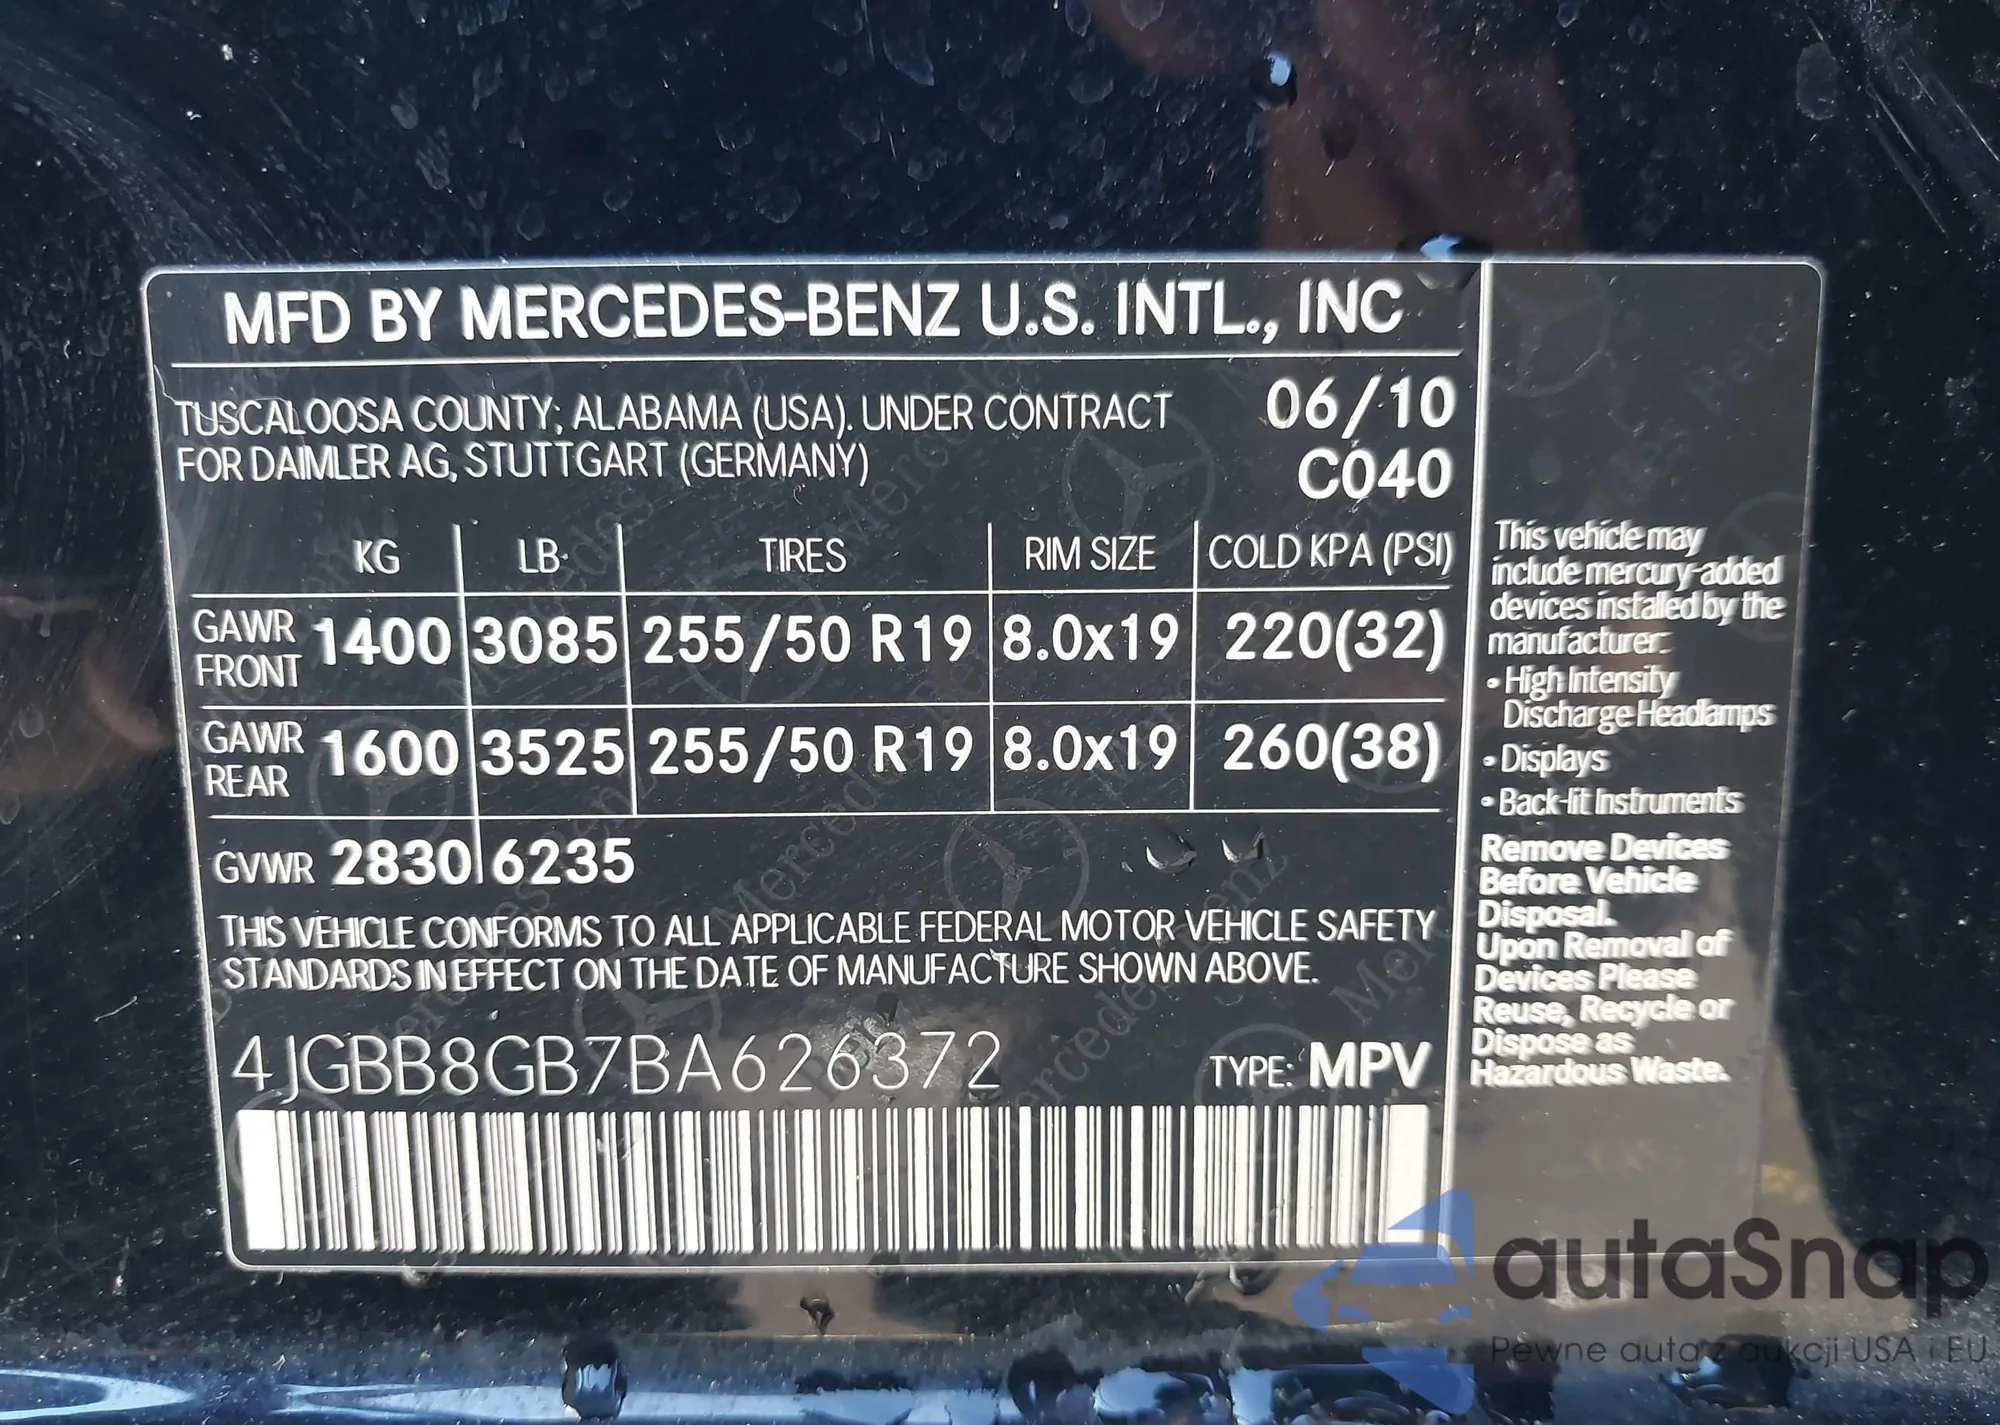 MFD BY MERCEDES-BENZ U.S. INTL., INC
TUSCALOOSA COUNTY; ALABAMA (USA). UNDER CONTRACT
FOR DAIMLER AG, STUTTGART (GERMANY)
06/10
C040
KG LB TIRES RIM SIZE COLD KPA (PSI)
GAWR FRONT 1400 3085 255/50 R19 8.0x19 220(32)
GAWR REAR 1600 3525 255/50 R19 8.0x19 260(38)
GVWR 2830 6235
THIS VEHICLE CONFORMS TO ALL APPLICABLE FEDERAL MOTOR VEHICLE SAFETY
STANDARDS IN EFFECT ON THE DATE OF MANUFACTURE SHOWN ABOVE.
4JGBB8GB7BA626372 TYPE: MPV
This vehicle may
include mercury-added
devices installed by the
manufacturer:
• High Intensity
Discharge Headlamps
• Displays
• Back-lit Instruments
Remove Devices
Before Vehicle
Disposal.
Upon Removal of
Devices Please
Reuse, Recycle or
Dispose as
Hazardous Waste.
autaSnap
Pewne auta z aukcji USA i EU